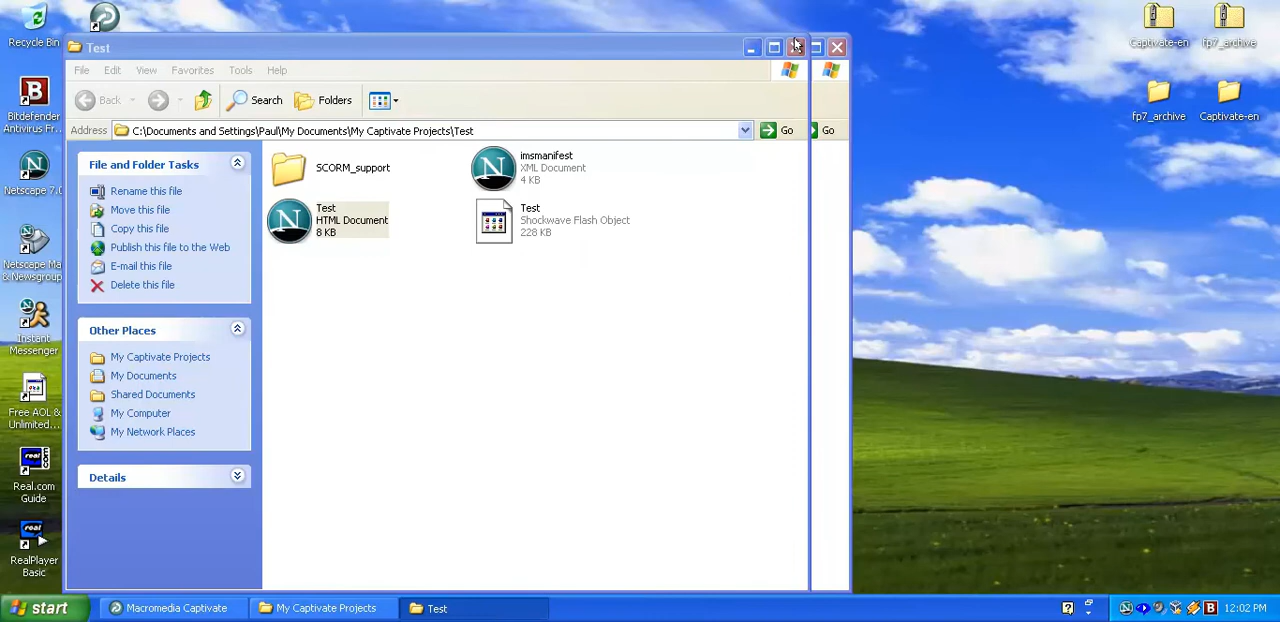 Recycle Bin
Bitdefender
Antivirus Fr...
Netscape 7.0
Netscape Ma
& Newsgroup
Instant
Messenger
Free AOL &
Unlimited...
Real.com
Guide
RealPlayer
Basic
Test
File Edit View Favorites Tools Help
Back Search Folders
Address C:\Documents and Settings\Paul\My Documents\My Captivate Projects\Test Go Go
File and Folder Tasks
Rename this file
Move this file
Copy this file
Publish this file to the Web
E-mail this file
Delete this file
Other Places
My Captivate Projects
My Documents
Shared Documents
My Computer
My Network Places
Details
SCORM_support
imsmanifest
XML Document
4 KB
Test
HTML Document
8 KB
Test
Shockwave Flash Object
228 KB
Captivate-en fp7_archive
fp7_archive Captivate-en
start Macromedia Captivate My Captivate Projects Test 12:02 PM